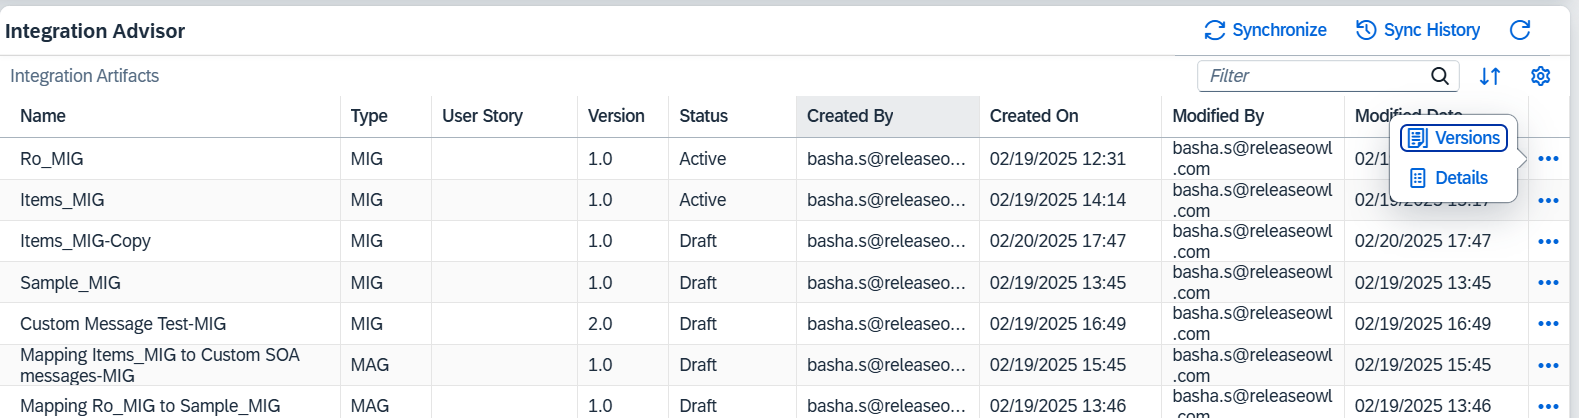 Integration Advisor
Synchronize
Sync History
Integration Artifacts
Filter
Name Type User Story Version Status Created By Created On Modified By Modified Date
Versions
Details
Ro_MIG MIG 1.0 Active basha.s@releaseo... 02/19/2025 12:31 basha.s@releaseowl 02/1
.com
Items_MIG MIG 1.0 Active basha.s@releaseo... 02/19/2025 14:14 basha.s@releaseowl 02/19/2025
.com
Items_MIG-Copy MIG 1.0 Draft basha.s@releaseo... 02/20/2025 17:47 basha.s@releaseowl 02/20/2025 17:47
.com
Sample_MIG MIG 1.0 Draft basha.s@releaseo... 02/19/2025 13:45 basha.s@releaseowl 02/19/2025 13:45
.com
Custom Message Test-MIG MIG 2.0 Draft basha.s@releaseo... 02/19/2025 16:49 basha.s@releaseowl 02/19/2025 16:49
.com
Mapping Items_MIG to Custom SOA MAG 1.0 Draft basha.s@releaseo... 02/19/2025 15:45 basha.s@releaseowl 02/19/2025 15:45
messages-MIG .com
Mapping Ro_MIG to Sample_MIG MAG 1.0 Draft basha.s@releaseo... 02/19/2025 13:46 basha.s@releaseowl 02/19/2025 13:46
.com